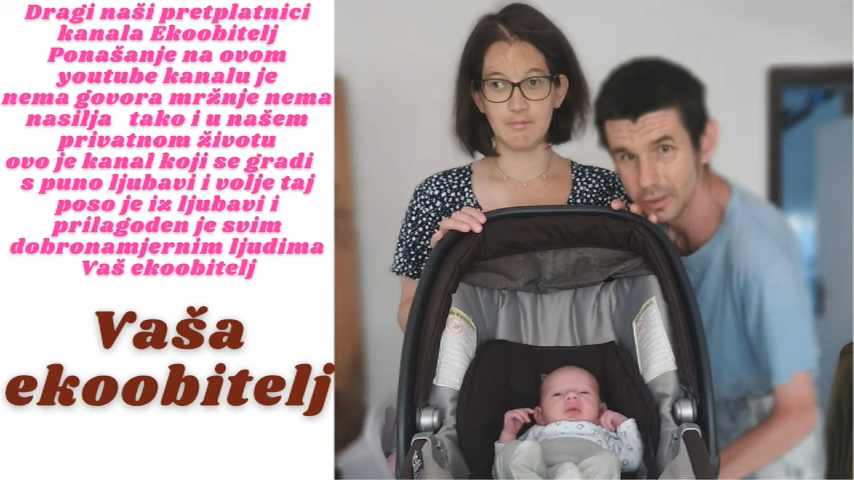 Dragi naši pretplatnici
kanala Ekoobitelj
Ponašanje na ovom
youtube kanalu je
nema govora mržnje nema
nasilja tako i u našem
privatnom životu
ovo je kanal koji se gradi
s puno ljubavi i volje taj
poso je iz ljubavi i
prilagođen je svim
dobronamjernim ljudima
Vaš ekoobitelj
Vaša
ekoobitelj